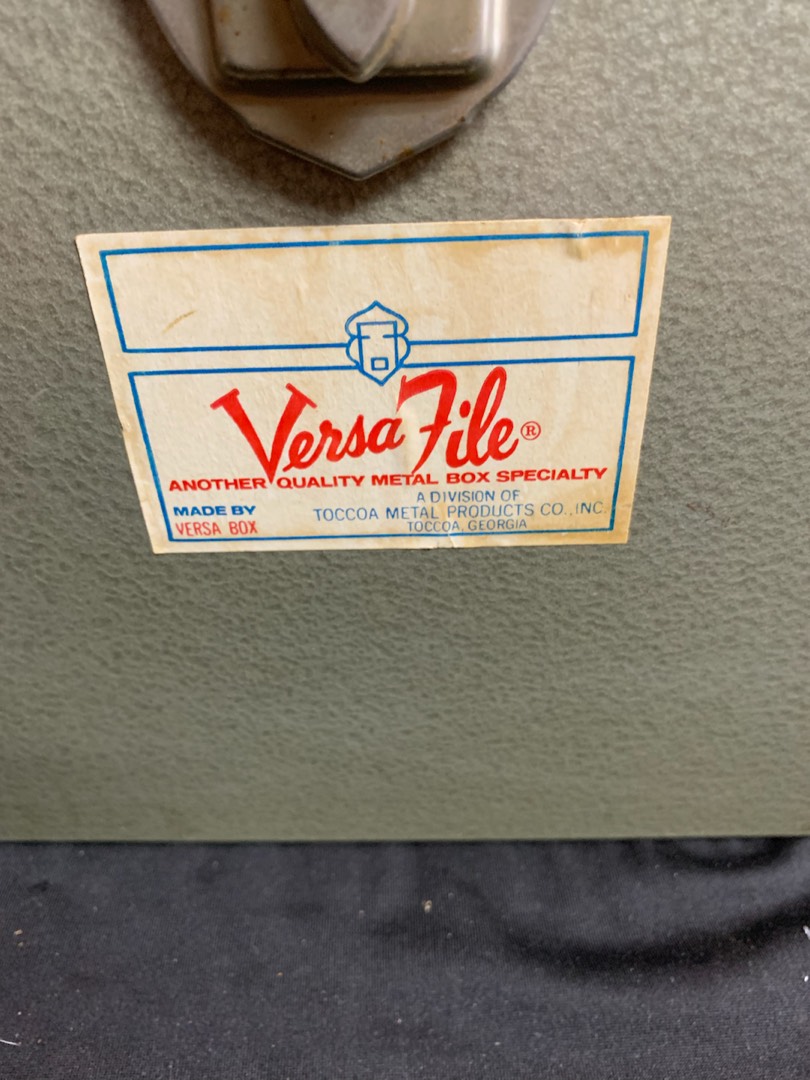 Versa File®
ANOTHER QUALITY METAL BOX SPECIALTY
MADE BY
VERSA BOX
A DIVISION OF
TOCCOA METAL PRODUCTS CO., INC.
TOCCOA, GEORGIA